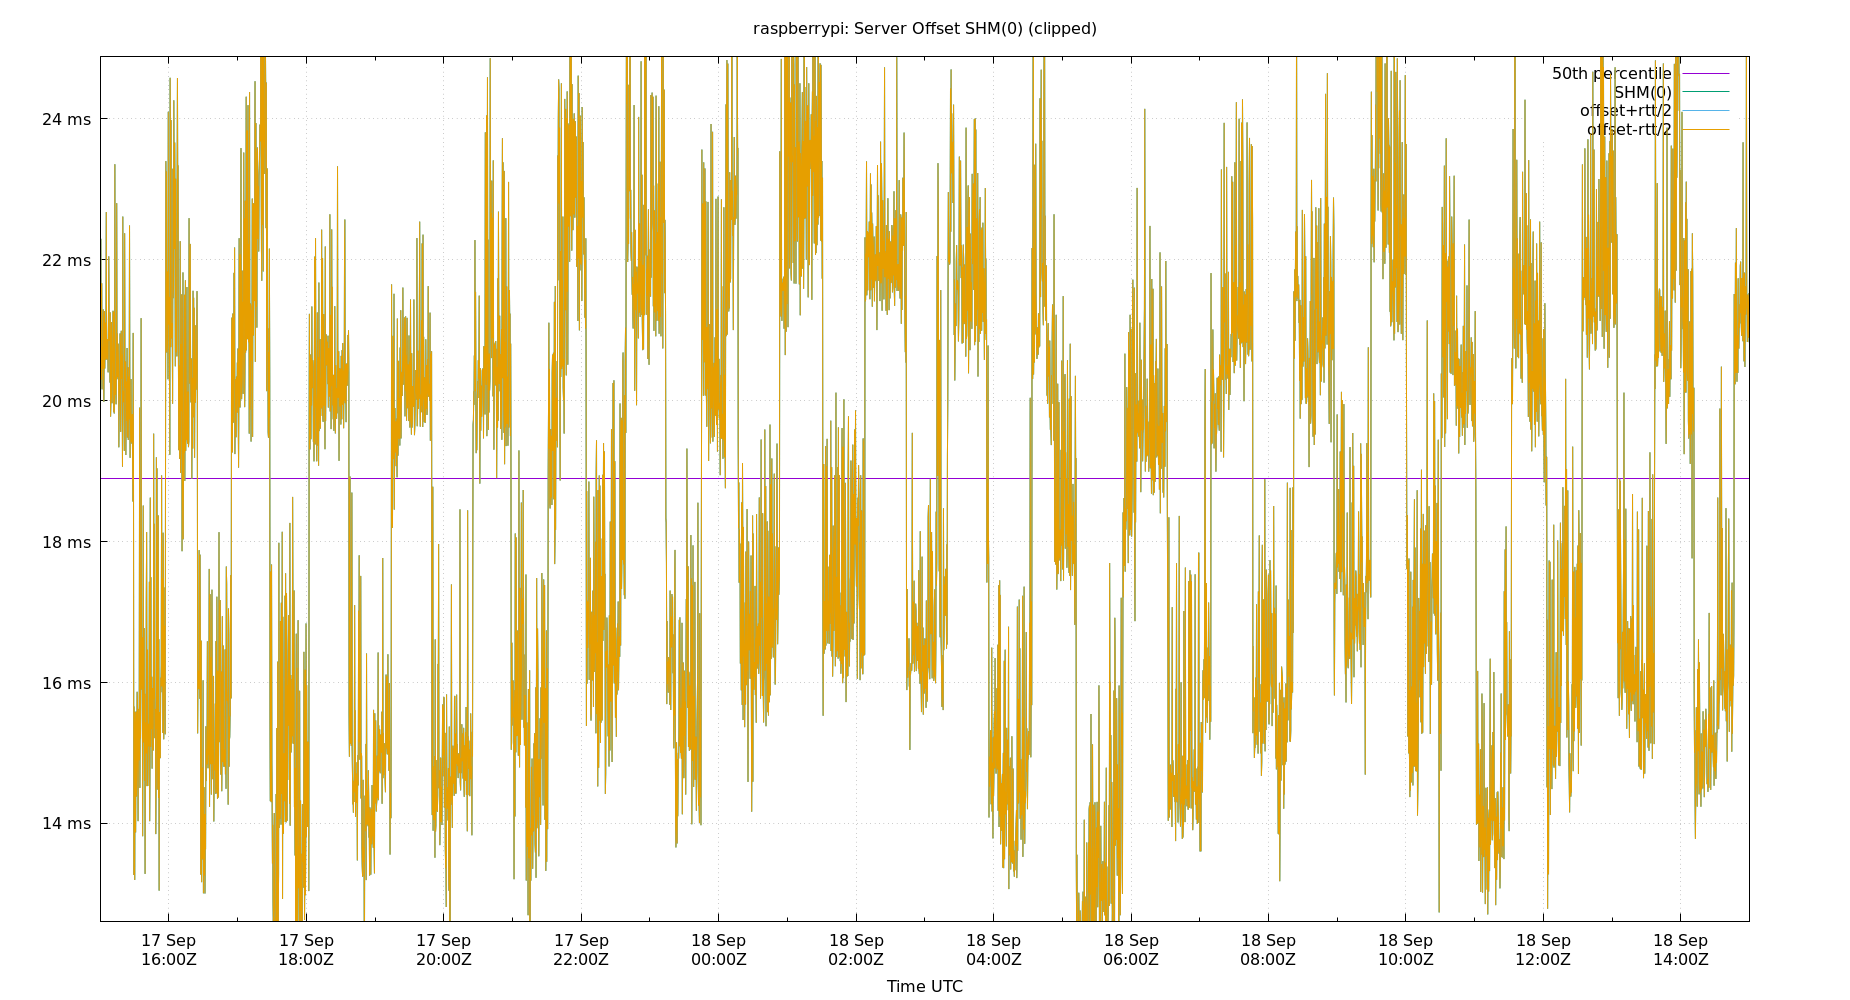 raspberrypi: Server Offset SHM(0) (clipped)
50th percentile
SHM(0)
offset+rtt/2
offset-rtt/2
24 ms
22 ms
20 ms
18 ms
16 ms
14 ms
17 Sep 17 Sep 17 Sep 17 Sep 18 Sep 18 Sep 18 Sep 18 Sep 18 Sep 18 Sep 18 Sep 18 Sep
16:00Z 18:00Z 20:00Z 22:00Z 00:00Z 02:00Z 04:00Z 06:00Z 08:00Z 10:00Z 12:00Z 14:00Z
Time UTC